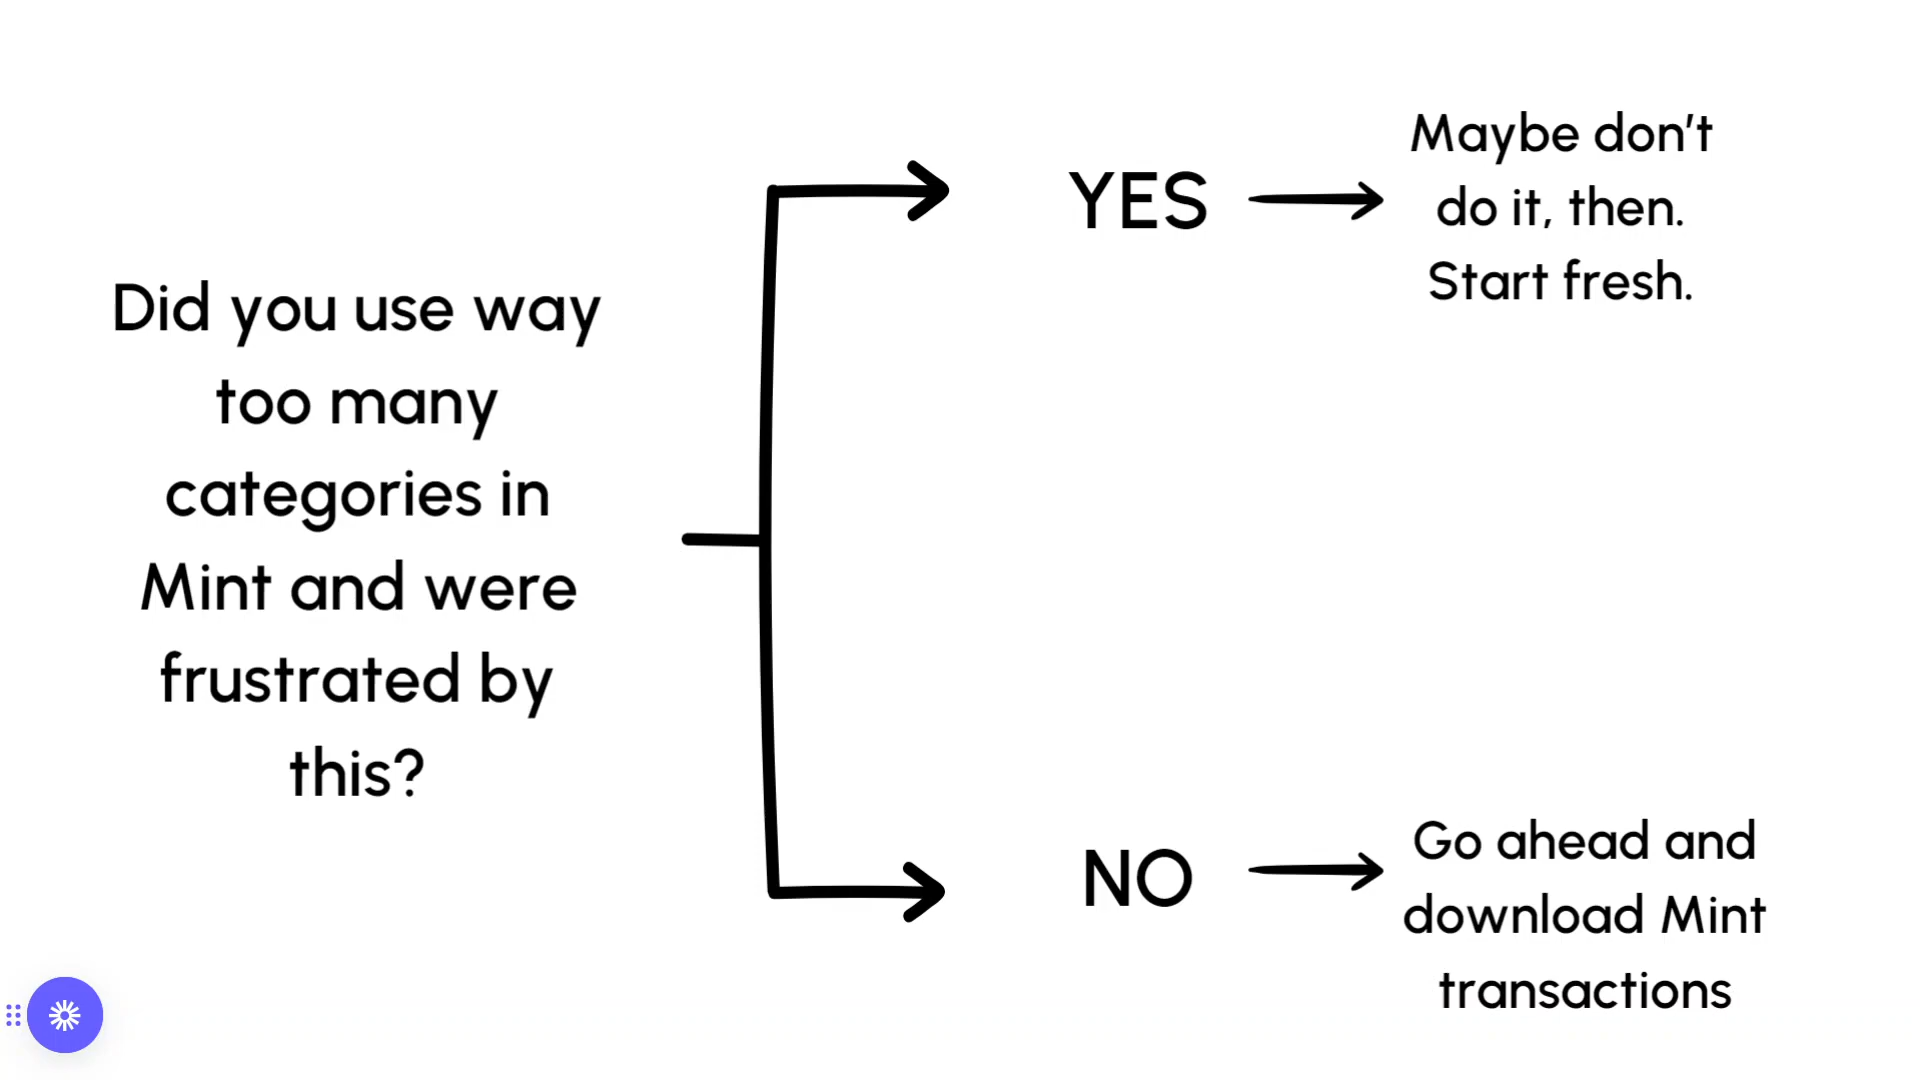 Did you use way
too many
categories in
Mint and were
frustrated by
this?
YES
Maybe don't
do it, then.
Start fresh.
NO
Go ahead and
download Mint
transactions